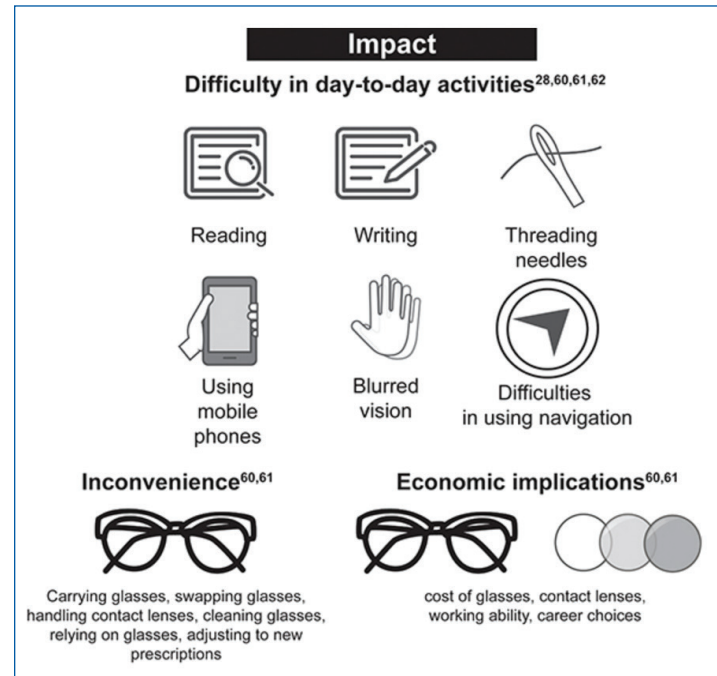 Impact
Difficulty in day-to-day activities28,60,61,62
Reading
Writing
Threading
needles
Using
mobile
phones
Blurred
vision
Difficulties
in using navigation
Inconvenience60,61
Carrying glasses, swapping glasses,
handling contact lenses, cleaning glasses,
relying on glasses, adjusting to new
prescriptions
Economic implications60,61
cost of glasses, contact lenses,
working ability, career choices